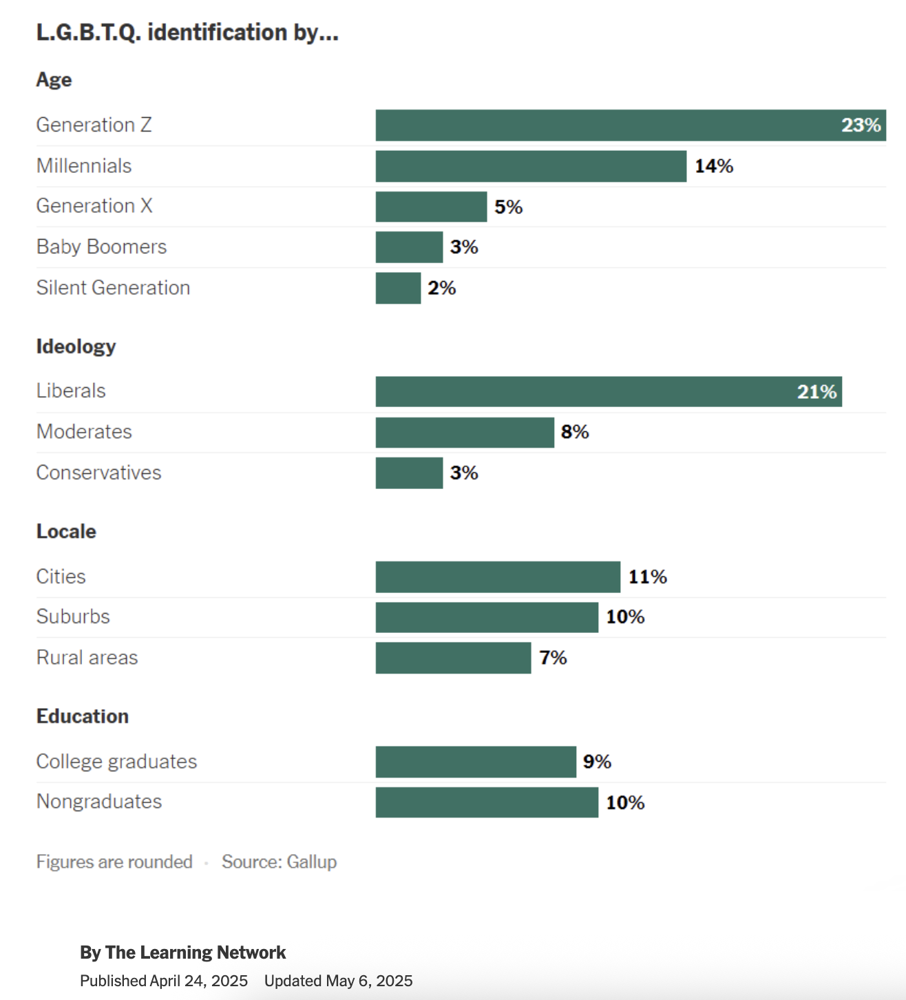 L.G.B.T.Q. identification by...
Age
Generation Z 23%
Millennials 14%
Generation X 5%
Baby Boomers 3%
Silent Generation 2%
Ideology
Liberals 21%
Moderates 8%
Conservatives 3%
Locale
Cities 11%
Suburbs 10%
Rural areas 7%
Education
College graduates 9%
Nongraduates 10%
Figures are rounded • Source: Gallup
By The Learning Network
Published April 24, 2025 Updated May 6, 2025